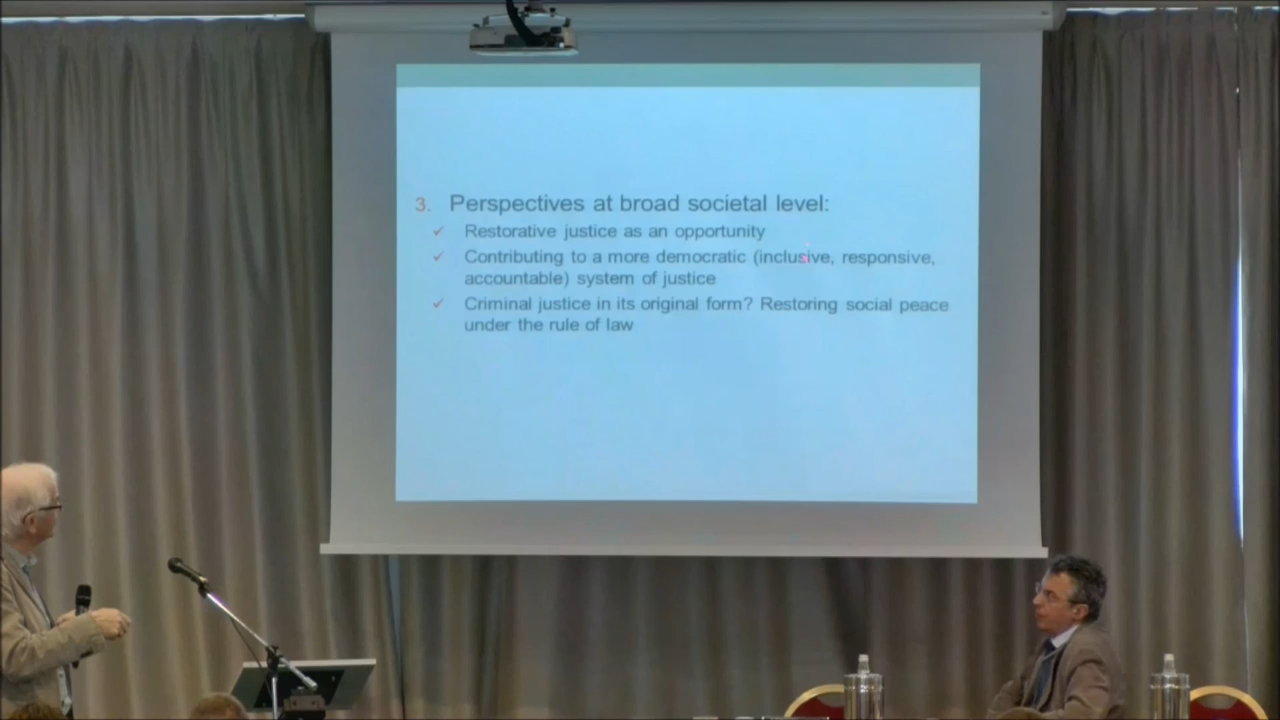 3. Perspectives at broad societal level:
✓ Restorative justice as an opportunity
✓ Contributing to a more democratic (inclusive, responsive,
accountable) system of justice
✓ Criminal justice in its original form? Restoring social peace
under the rule of law